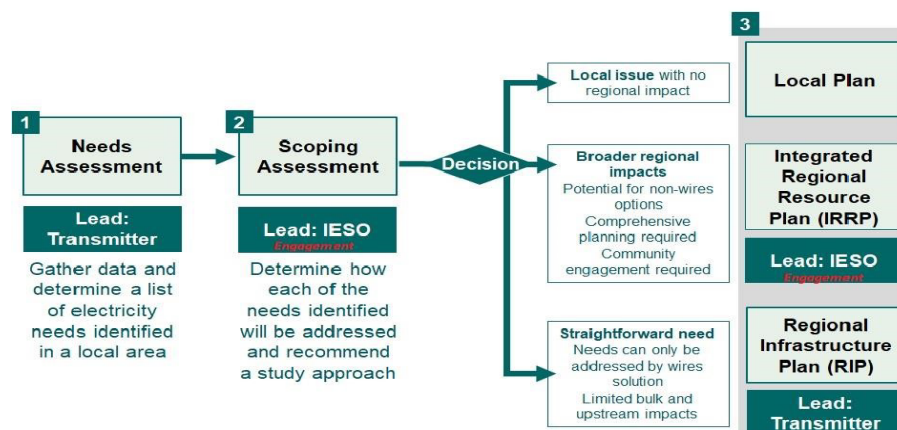 1
Needs
Assessment
Lead:
Transmitter
Gather data and
determine a list
of electricity
needs identified
in a local area
2
Scoping
Assessment
Lead: IESO
Engagement
Determine how
each of the
needs identified
will be addressed
and recommend
a study approach
Decision
Local issue with no
regional impact
Broader regional
impacts
Potential for non-wires
options
Comprehensive
planning required
Community
engagement required
Straightforward need
Needs can only be
addressed by wires
solution
Limited bulk and
upstream impacts
3
Local Plan
Integrated
Regional
Resource
Plan (IRRP)
Lead: IESO
Engagement
Regional
Infrastructure
Plan (RIP)
Lead:
Transmitter